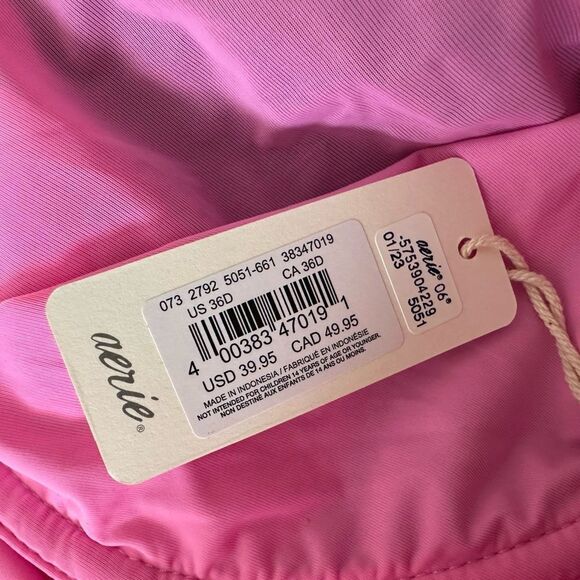 aerie®
073 2792 5051-661 38347019
US 36D CA 36D
4 00383 47019 1
USD 39.95 CAD 49.95
MADE IN INDONESIA / FABRIQUÉ EN INDONÉSIE
NOT INTENDED FOR CHILDREN 14 YEARS OF AGE OR YOUNGER.
NON DESTINÉ AUX ENFANTS DE 14 ANS OU MOINS.
aerie® 06®
-5753904229
01/23 5051